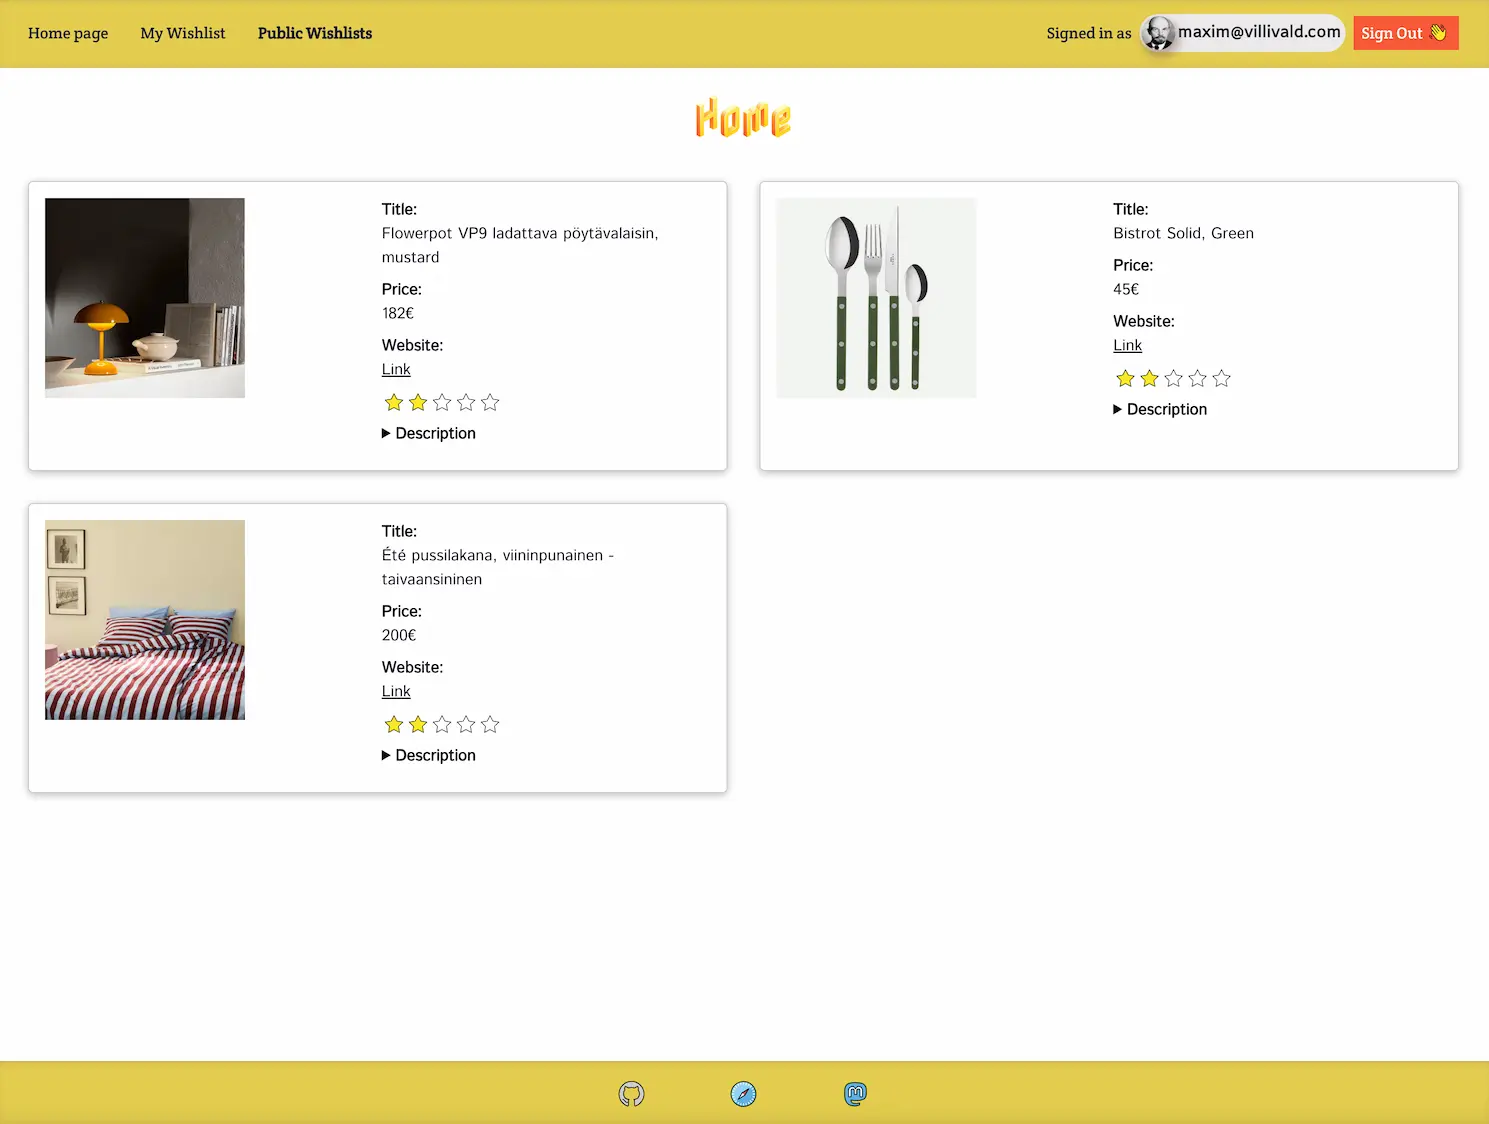 Home page
My Wishlist
Public Wishlists
Signed in as
maxim@villivald.com
Sign Out 👋
Home
Title:
Flowerpot VP9 ladattava pöytävalaisin,
mustard
Price:
182€
Website:
Link
Description
Title:
Bistrot Solid, Green
Price:
45€
Website:
Link
Description
Title:
Été pussilakana, viininpunainen -
taivaansininen
Price:
200€
Website:
Link
Description